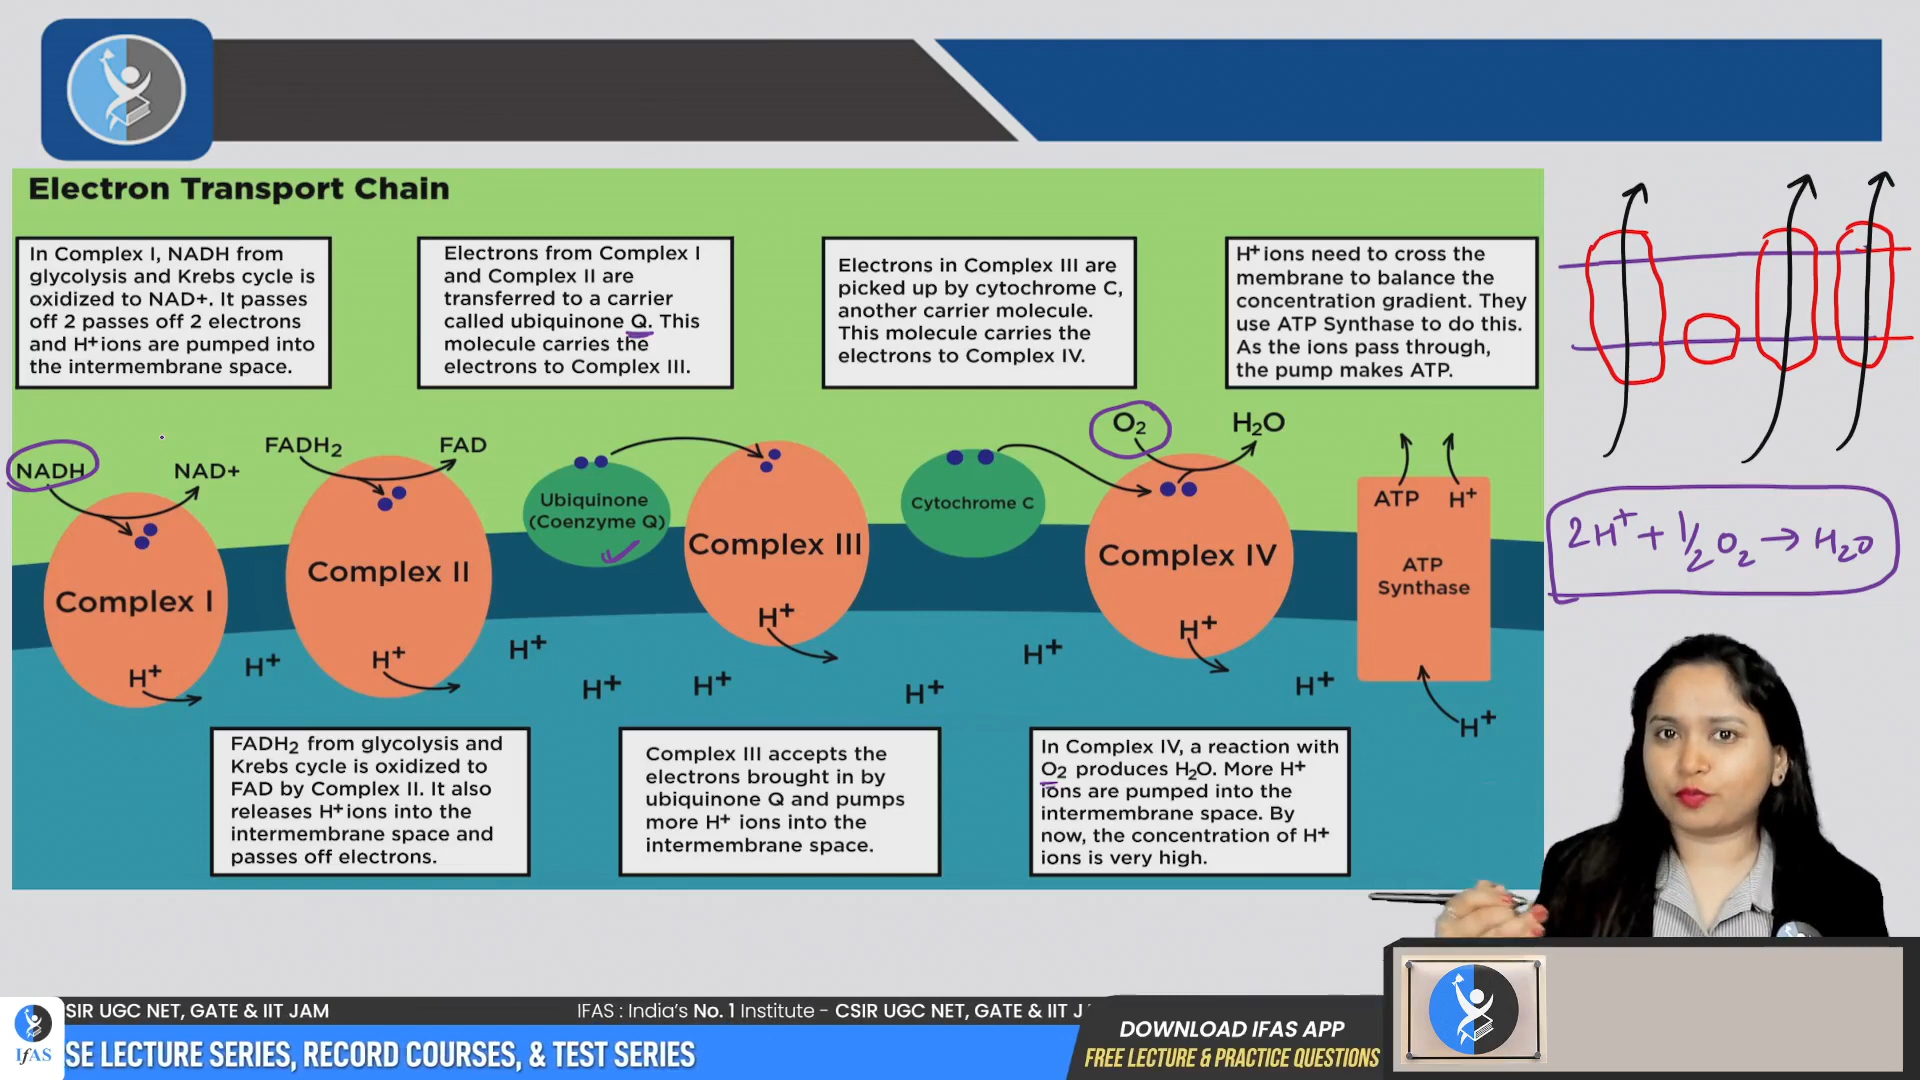 Electron Transport Chain
In Complex I, NADH from
glycolysis and Krebs cycle is
oxidized to NAD+. It passes
off 2 passes off 2 electrons
and H+ ions are pumped into
the intermembrane space.
Electrons from Complex I
and Complex II are
transferred to a carrier
called ubiquinone Q. This
molecule carries the
electrons to Complex III.
Electrons in Complex III are
picked up by cytochrome C,
another carrier molecule.
This molecule carries the
electrons to Complex IV.
H+ ions need to cross the
membrane to balance the
concentration gradient. They
use ATP Synthase to do this.
As the ions pass through,
the pump makes ATP.
NADH
NAD+
FADH2
FAD
O2
H2O
Complex I
H+
H+
Complex II
H+
H+
Ubiquinone
(Coenzyme Q)
H+
H+
Complex III
H+
Cytochrome C
H+
H+
Complex IV
H+
H+
ATP H+
ATP
Synthase
H+
2H+ + 1/2 O2 → H2O
FADH2 from glycolysis and
Krebs cycle is oxidized to
FAD by Complex II. It also
releases H+ ions into the
intermembrane space and
passes off electrons.
Complex III accepts the
electrons brought in by
ubiquinone Q and pumps
more H+ ions into the
intermembrane space.
In Complex IV, a reaction with
O2 produces H2O. More H+
ions are pumped into the
intermembrane space. By
now, the concentration of H+
ions is very high.
IfAS
SIR UGC NET, GATE & IIT JAM
IFAS : India's No. 1 Institute - CSIR UGC NET, GATE & IIT J
SE LECTURE SERIES, RECORD COURSES, & TEST SERIES
DOWNLOAD IFAS APP
FREE LECTURE & PRACTICE QUESTIONS